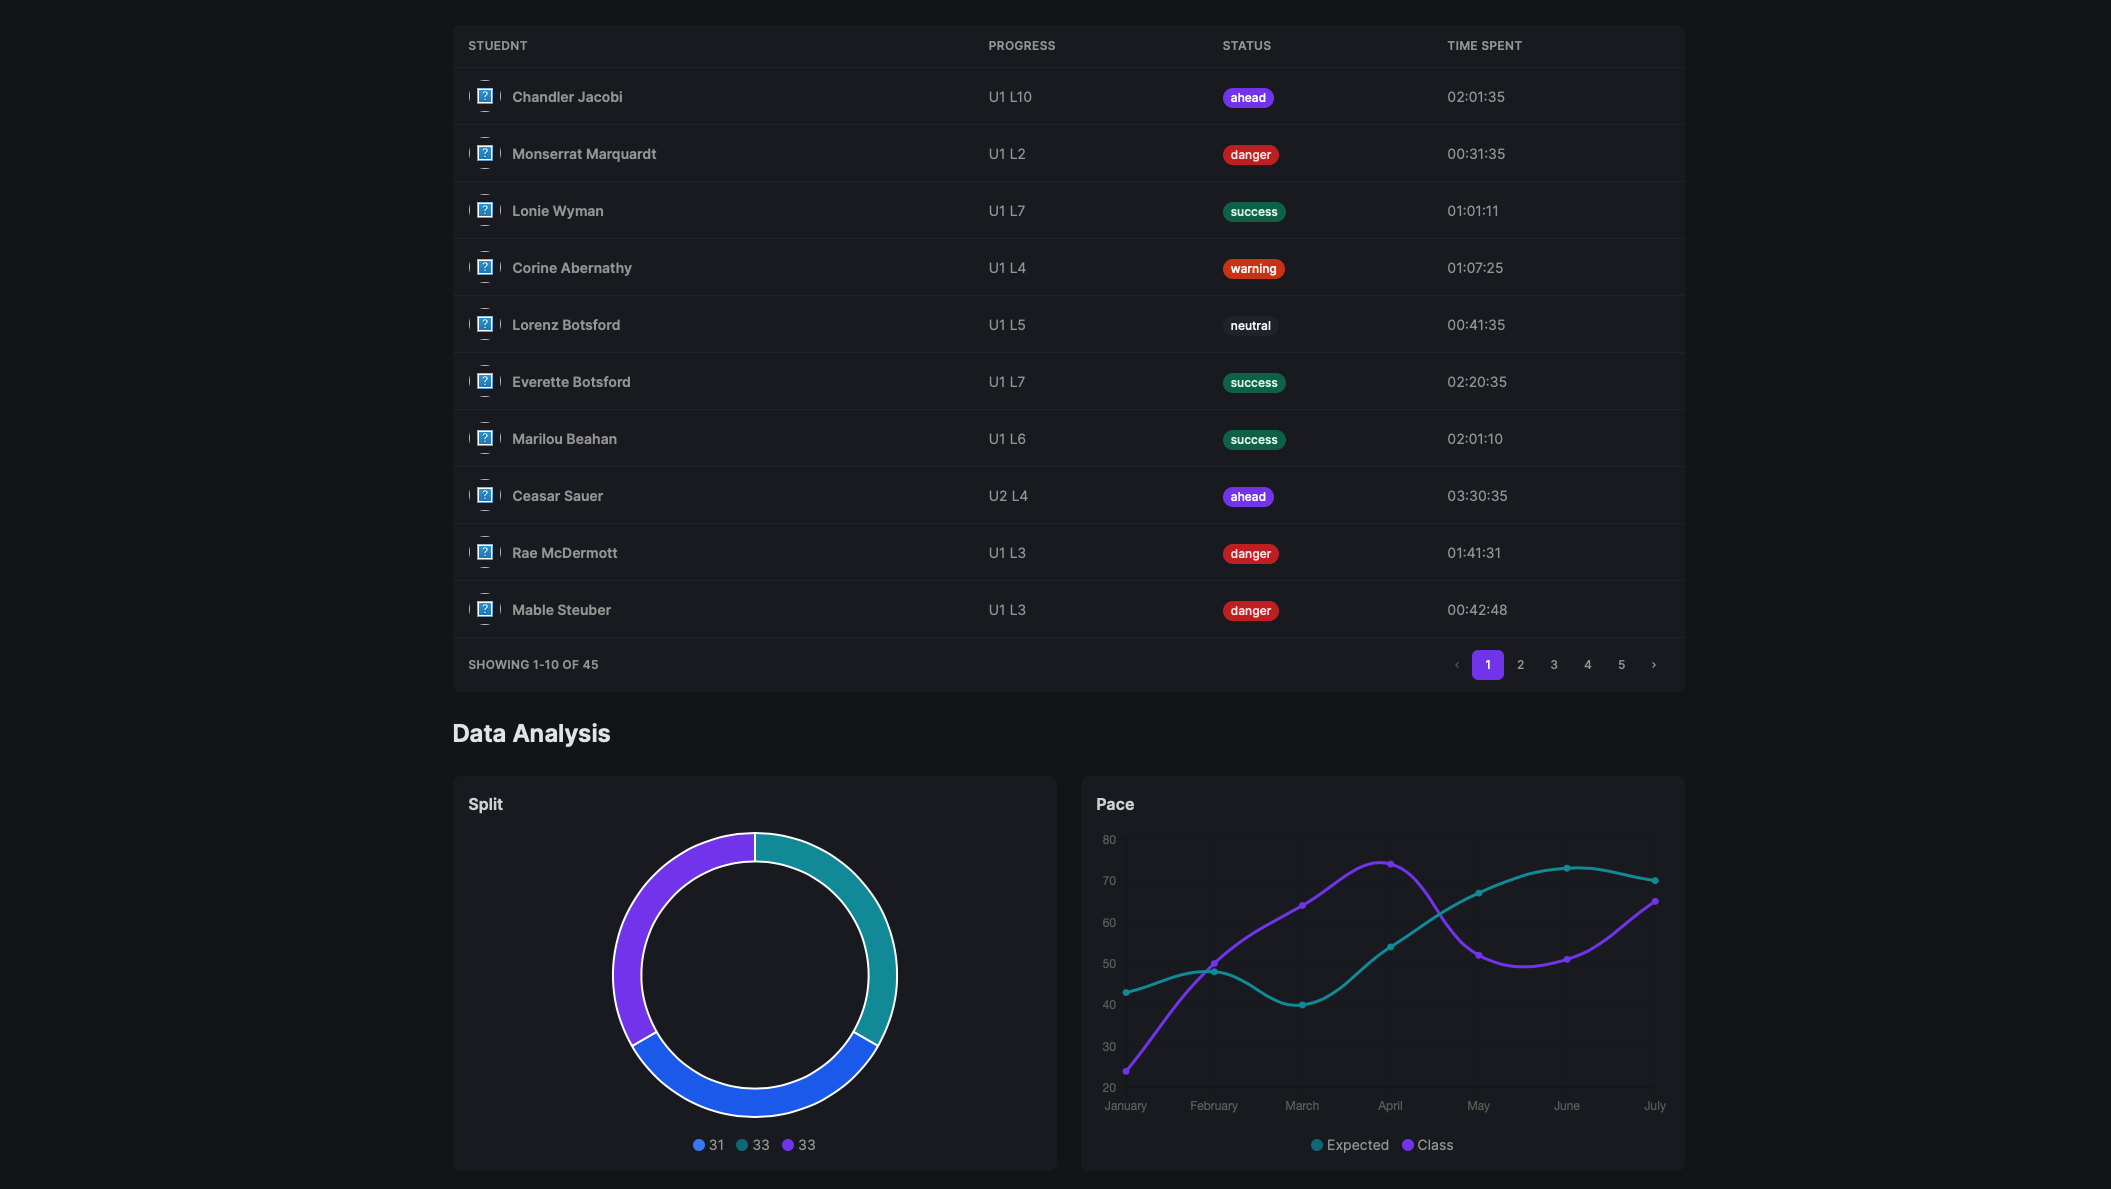 STUEDNT PROGRESS STATUS TIME SPENT
? Chandler Jacobi U1 L10 ahead 02:01:35
? Monserrat Marquardt U1 L2 danger 00:31:35
? Lonie Wyman U1 L7 success 01:01:11
? Corine Abernathy U1 L4 warning 01:07:25
? Lorenz Botsford U1 L5 neutral 00:41:35
? Everette Botsford U1 L7 success 02:20:35
? Marilou Beahan U1 L6 success 02:01:10
? Ceasar Sauer U2 L4 ahead 03:30:35
? Rae McDermott U1 L3 danger 01:41:31
? Mable Steuber U1 L3 danger 00:42:48
SHOWING 1-10 OF 45 ‹ 1 2 3 4 5 ›
Data Analysis
Split
31 33 33
Pace
80
70
60
50
40
30
20
January February March April May June July
Expected Class